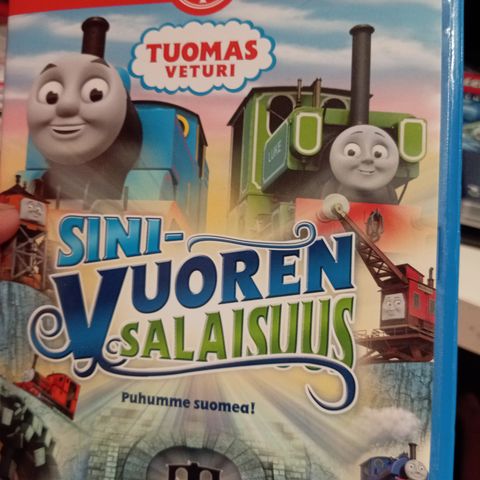 TUOMAS
VETURI
LUKE
SINI-
VUOREN
SALAISUUS
Puhumme suomea!